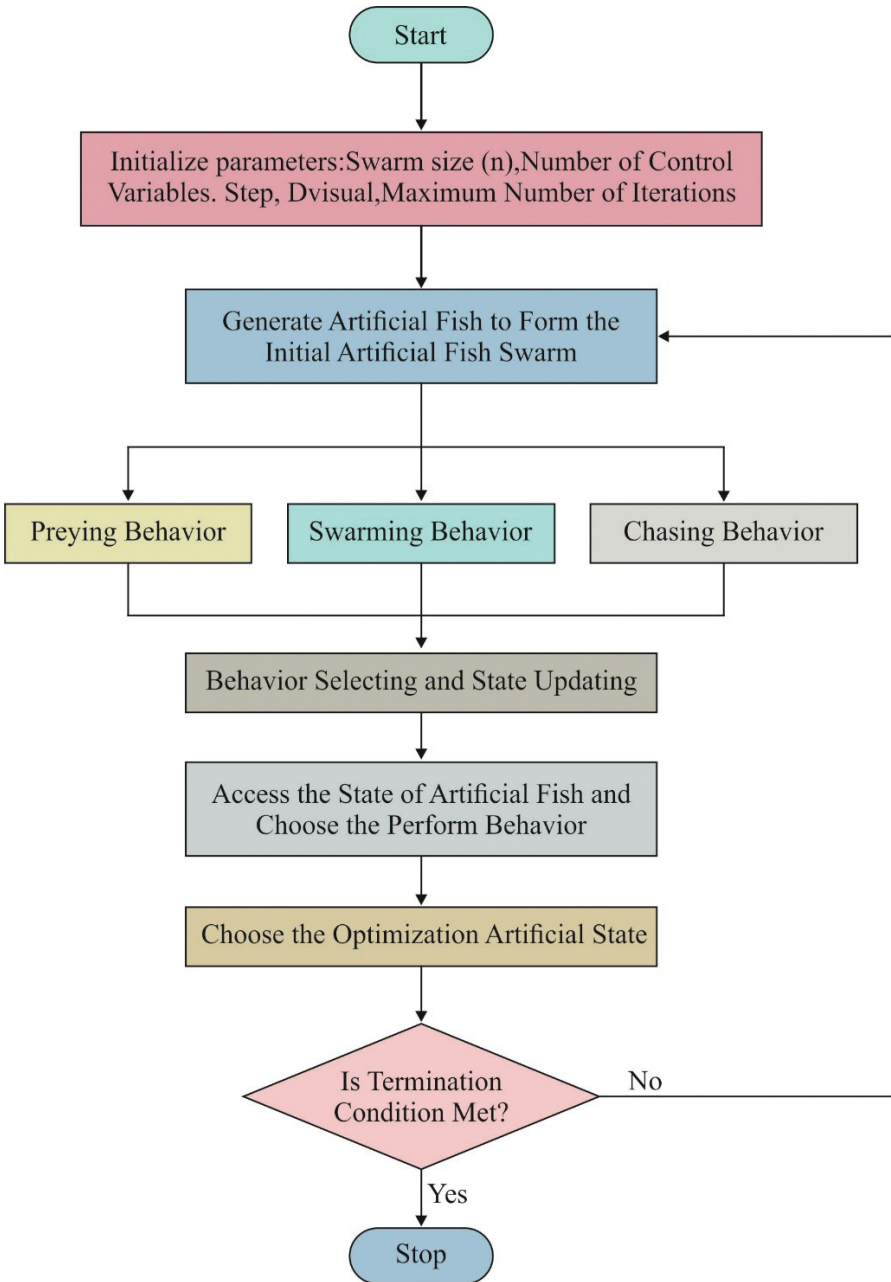 Start
Initialize parameters:Swarm size (n),Number of Control
Variables. Step, Dvisual,Maximum Number of Iterations
Generate Artificial Fish to Form the
Initial Artificial Fish Swarm
Preying Behavior
Swarming Behavior
Chasing Behavior
Behavior Selecting and State Updating
Access the State of Artificial Fish and
Choose the Perform Behavior
Choose the Optimization Artificial State
Is Termination
Condition Met?
No
Yes
Stop